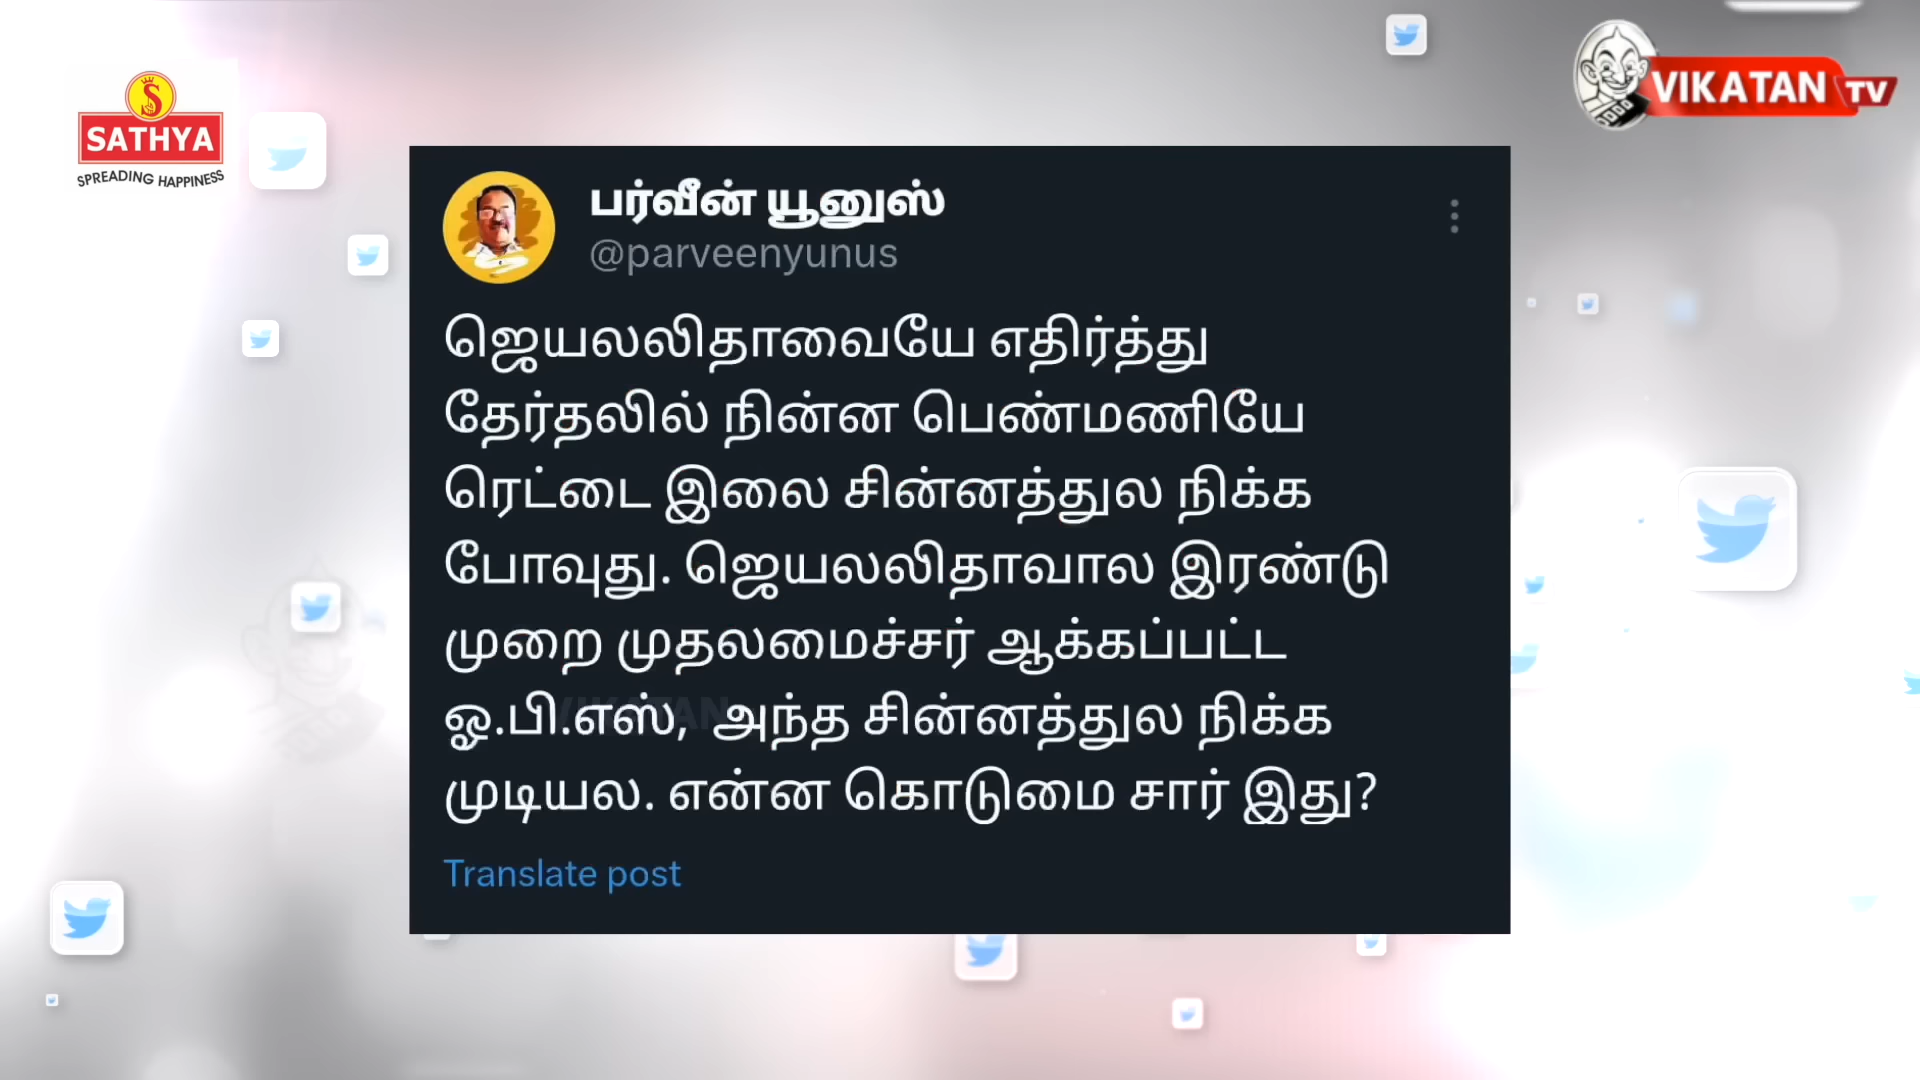 SATHYA
SPREADING HAPPINESS
VIKATAN TV
பர்வீன் யூனுஸ்
@parveenyunus
ஜெயலலிதாவையே எதிர்த்து
தேர்தலில் நின்ன பெண்மணியே
ரெட்டை இலை சின்னத்துல நிக்க
போவுது. ஜெயலலிதாவால இரண்டு
முறை முதலமைச்சர் ஆக்கப்பட்ட
ஓ.பி.எஸ், அந்த சின்னத்துல நிக்க
முடியல. என்ன கொடுமை சார் இது?
Translate post
VIKATAN